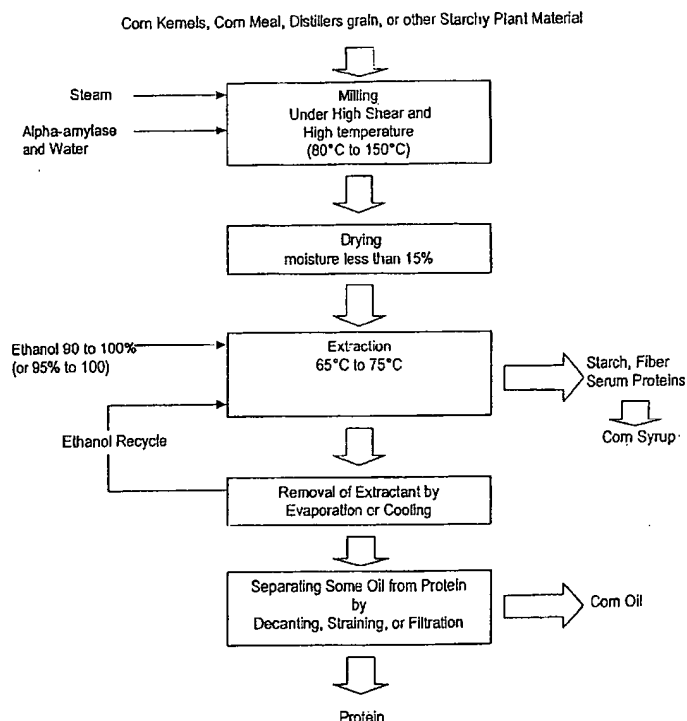 Corn Kernels, Corn Meal, Distillers grain, or other Starchy Plant Material
Steam
Alpha-amylase
and Water
Milling
Under High Shear and
High temperature
(80°C to 150°C)
Drying
moisture less than 15%
Ethanol 90 to 100%
(or 95% to 100)
Extraction
65°C to 75°C
Starch, Fiber
Serum Proteins
Corn Syrup
Ethanol Recycle
Removal of Extractant by
Evaporation or Cooling
Separating Some Oil from Protein
by
Decanting, Straining, or Filtration
Corn Oil
Protein